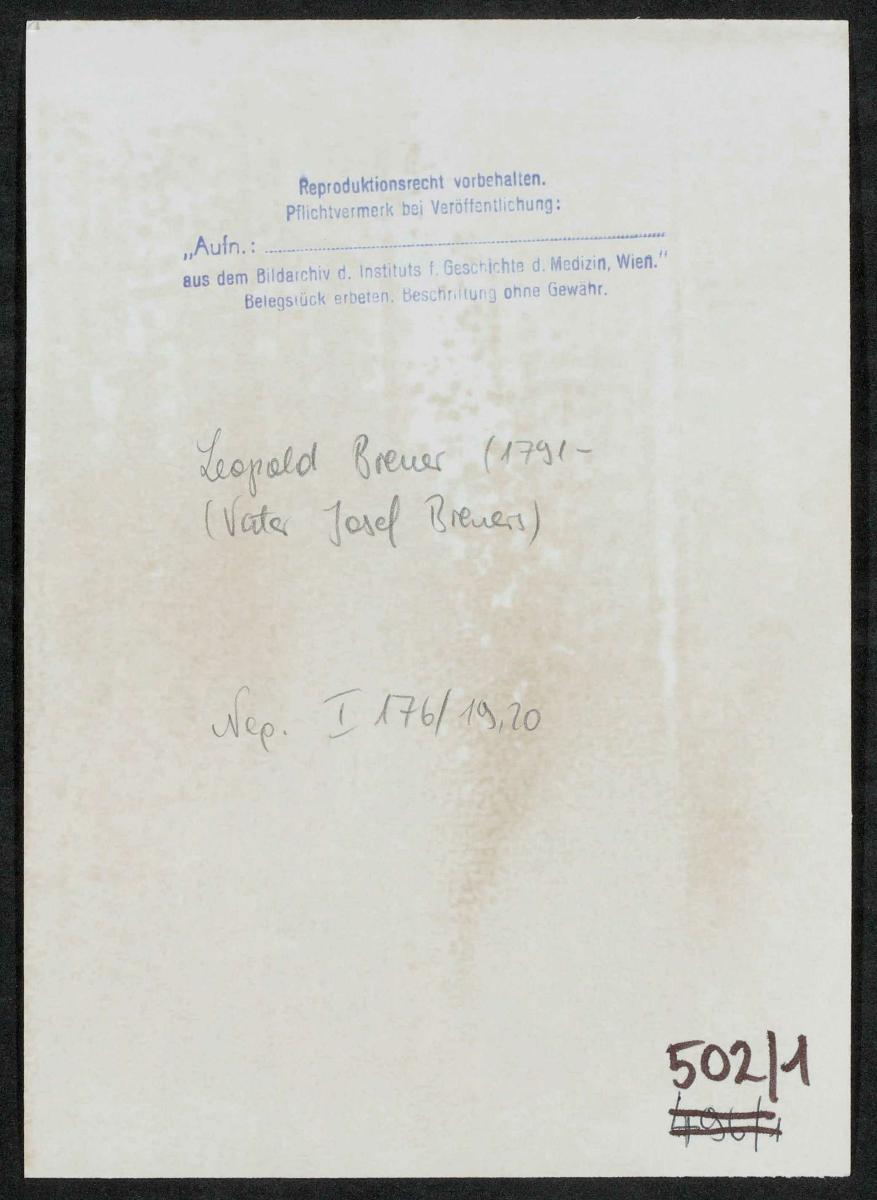 Reproduktionsrecht vorbehalten.
Pflichtvermerk bei Veröffentlichung:
„Aufn.:
aus dem Bildarchiv d. Instituts f. Geschichte d. Medizin, Wien."
Belegstück erbeten. Beschriftung ohne Gewähr.
Leopold Breuer (1791-
(Vater Josef Breuers)
Neg. I 176/19,20
502/1